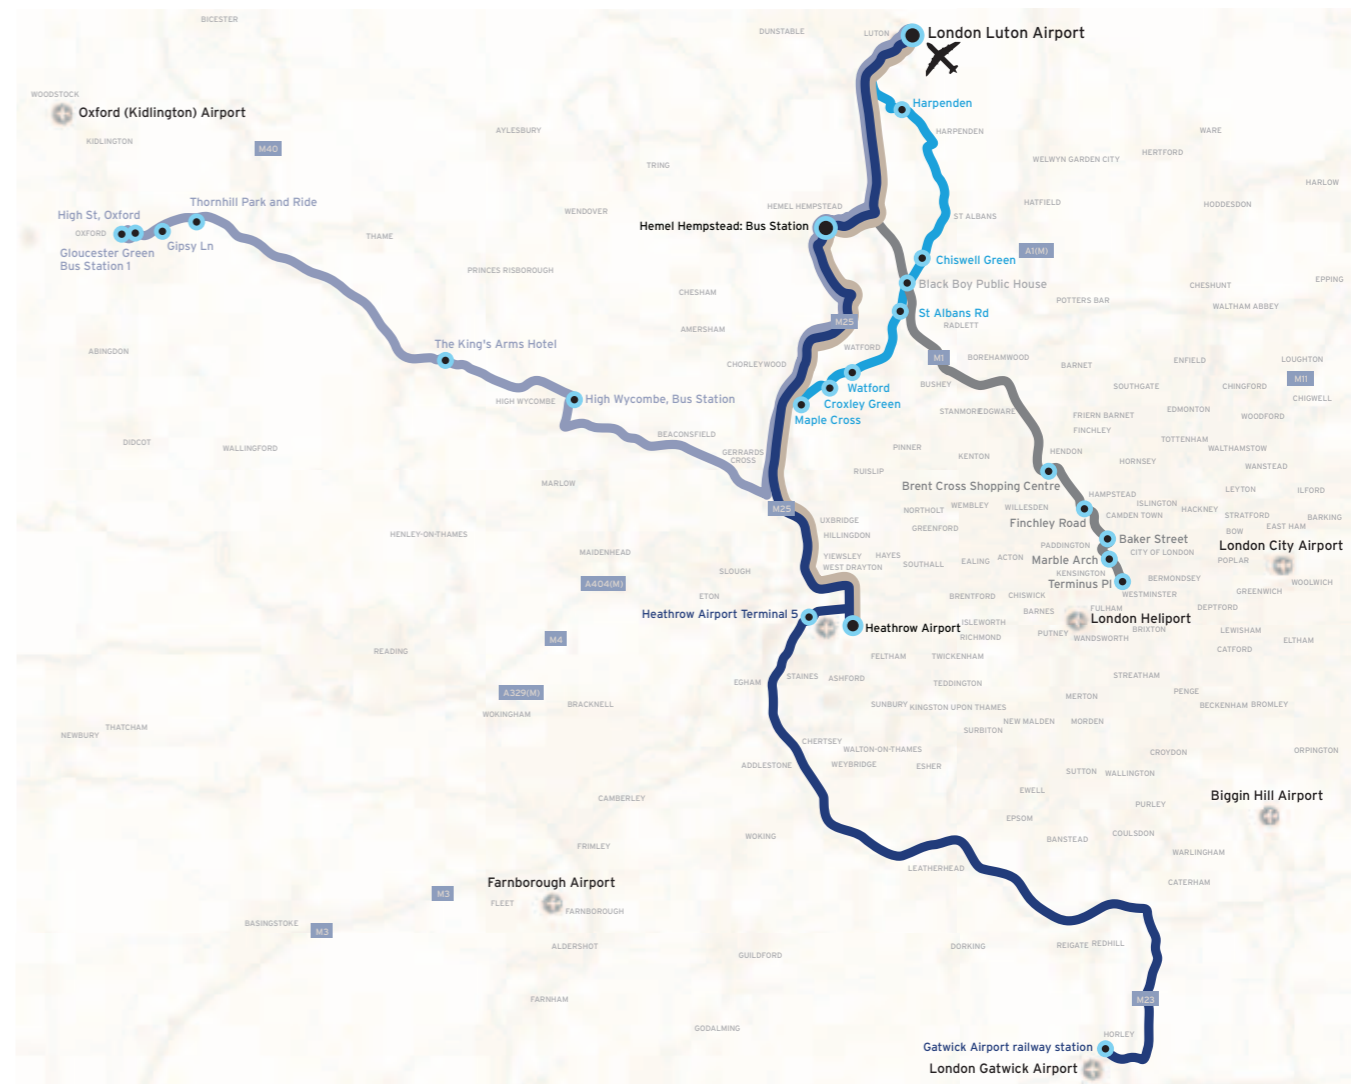 BICESTER
DUNSTABLE
LUTON
London Luton Airport
WOODSTOCK
Oxford (Kidlington) Airport
KIDLINGTON
M40
AYLESBURY
TRING
Harpenden
HARPENDEN
WARE
HERTFORD
WELWYN GARDEN CITY
HARLOW
Thornhill Park and Ride
High St, Oxford
OXFORD
Gipsy Ln
Gloucester Green
Bus Station 1
THAME
WENDOVER
HEMEL HEMPSTEAD
Hemel Hempstead: Bus Station
ST ALBANS
HATFIELD
HODDESDON
A1(M)
PRINCES RISBOROUGH
CHESHAM
Chiswell Green
Black Boy Public House
CHESHUNT
EPPING
POTTERS BAR
WALTHAM ABBEY
St Albans Rd
RADLETT
M25
AMERSHAM
ABINGDON
The King's Arms Hotel
CHORLEYWOOD
WATFORD
M1
BOREHAMWOOD
BARNET
ENFIELD
LOUGHTON
M11
CHIGWELL
HIGH WYCOMBE
High Wycombe, Bus Station
Watford
Croxley Green
Maple Cross
BUSHEY
SOUTHGATE
CHINGFORD
STANMORE
EDGWARE
FRIERN BARNET
EDMONTON
WOODFORD
FINCHLEY
DIDCOT
WALLINGFORD
BEACONSFIELD
GERRARDS
CROSS
PINNER
KENTON
HENDON
TOTTENHAM
WALTHAMSTOW
HORNSEY
WANSTEAD
MARLOW
RUISLIP
Brent Cross Shopping Centre
HAMPSTEAD
LEYTON
ILFORD
M25
NORTHOLT
WEMBLEY
WILLESDEN
ISLINGTON
HACKNEY
STRATFORD
BARKING
Finchley Road
CAMDEN TOWN
EAST HAM
BOW
HENLEY-ON-THAMES
UXBRIDGE
HILLINGDON
GREENFORD
Baker Street
PADDINGTON
CITY OF LONDON
London City Airport
MAIDENHEAD
YIEWSLEY
HAYES
WEST DRAYTON
SOUTHALL
EALING
ACTON
Marble Arch
POPLAR
SLOUGH
KENSINGTON
Terminus Pl
BERMONDSEY
WOOLWICH
A404(M)
ETON
BRENTFORD
CHISWICK
WESTMINSTER
GREENWICH
Heathrow Airport Terminal 5
Heathrow Airport
ISLEWORTH
RICHMOND
BARNES
FULHAM
London Heliport
DEPTFORD
M4
PUTNEY
WANDSWORTH
BRIXTON
LEWISHAM
ELTHAM
CATFORD
READING
FELTHAM
TWICKENHAM
EGHAM
STAINES
ASHFORD
TEDDINGTON
STREATHAM
A329(M)
WOKINGHAM
BRACKNELL
SUNBURY
KINGSTON UPON THAMES
MERTON
PENGE
BECKENHAM
BROMLEY
NEW MALDEN
MORDEN
SURBITON
THATCHAM
NEWBURY
CHERTSEY
WALTON-ON-THAMES
ADDLESTONE
WEYBRIDGE
ESHER
CROYDON
ORPINGTON
SUTTON
WALLINGTON
CAMBERLEY
EWELL
PURLEY
Biggin Hill Airport
EPSOM
WOKING
BANSTEAD
COULSDON
FRIMLEY
WARLINGHAM
LEATHERHEAD
CATERHAM
Farnborough Airport
M3
FLEET
FARNBOROUGH
BASINGSTOKE
M3
ALDERSHOT
GUILDFORD
DORKING
REIGATE
REDHILL
FARNHAM
M23
GODALMING
HORLEY
Gatwick Airport railway station
London Gatwick Airport